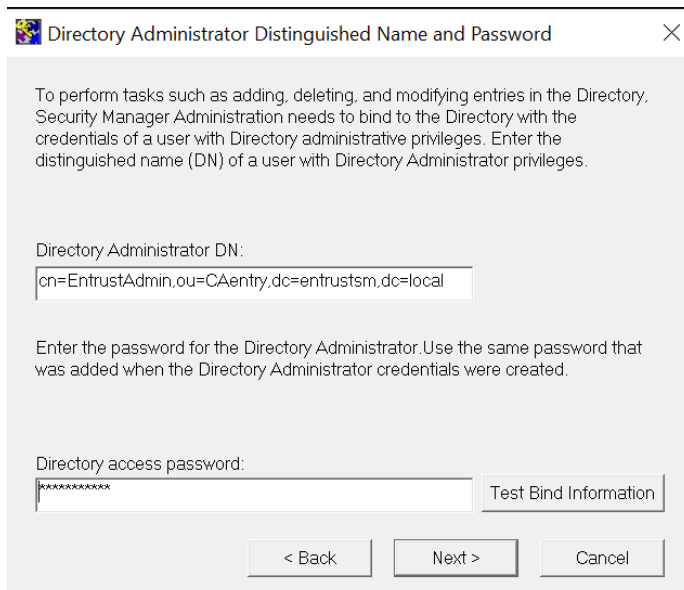 Directory Administrator Distinguished Name and Password
To perform tasks such as adding, deleting, and modifying entries in the Directory,
Security Manager Administration needs to bind to the Directory with the
credentials of a user with Directory administrative privileges. Enter the
distinguished name (DN) of a user with Directory Administrator privileges.
Directory Administrator DN:
cn=EntrustAdmin,ou=CAentry,dc=entrustsm,dc=local
Enter the password for the Directory Administrator.Use the same password that
was added when the Directory Administrator credentials were created.
Directory access password:
***********
Test Bind Information
< Back
Next >
Cancel